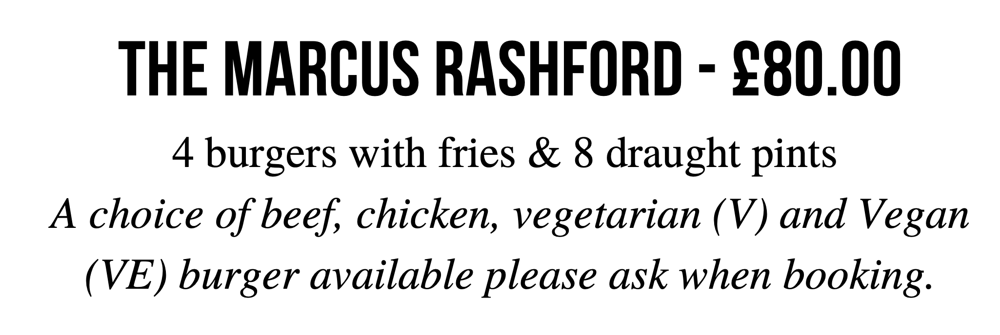 THE MARCUS RASHFORD - £80.00
4 burgers with fries & 8 draught pints
A choice of beef, chicken, vegetarian (V) and Vegan
(VE) burger available please ask when booking.